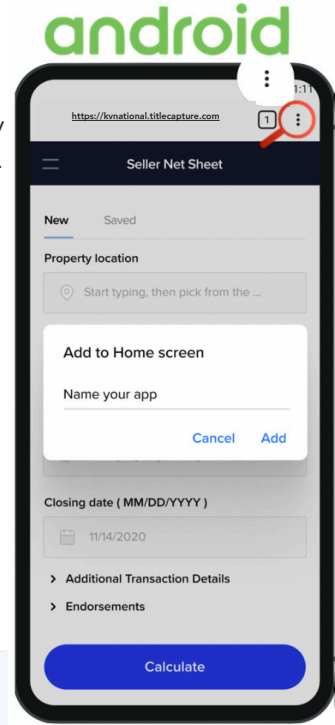 android
1:11
https://kvnational.titlecapture.com
1
Seller Net Sheet
New Saved
Property location
Start typing, then pick from the ...
Add to Home screen
Name your app
Cancel Add
Closing date ( MM/DD/YYYY )
11/14/2020
Additional Transaction Details
Endorsements
Calculate